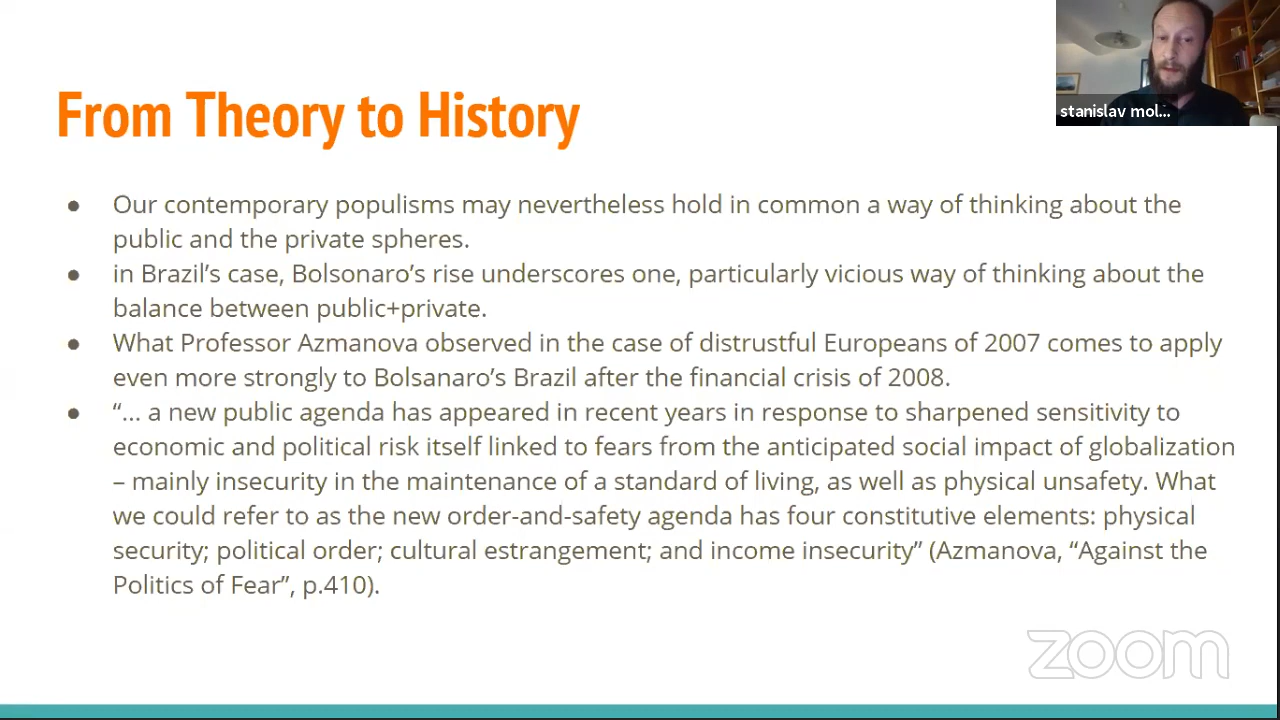 stanislav mol...
From Theory to History
● Our contemporary populisms may nevertheless hold in common a way of thinking about the
public and the private spheres.
● in Brazil’s case, Bolsonaro’s rise underscores one, particularly vicious way of thinking about the
balance between public+private.
● What Professor Azmanova observed in the case of distrustful Europeans of 2007 comes to apply
even more strongly to Bolsanaro’s Brazil after the financial crisis of 2008.
● “... a new public agenda has appeared in recent years in response to sharpened sensitivity to
economic and political risk itself linked to fears from the anticipated social impact of globalization
– mainly insecurity in the maintenance of a standard of living, as well as physical unsafety. What
we could refer to as the new order-and-safety agenda has four constitutive elements: physical
security; political order; cultural estrangement; and income insecurity” (Azmanova, “Against the
Politics of Fear”, p.410).
zoom